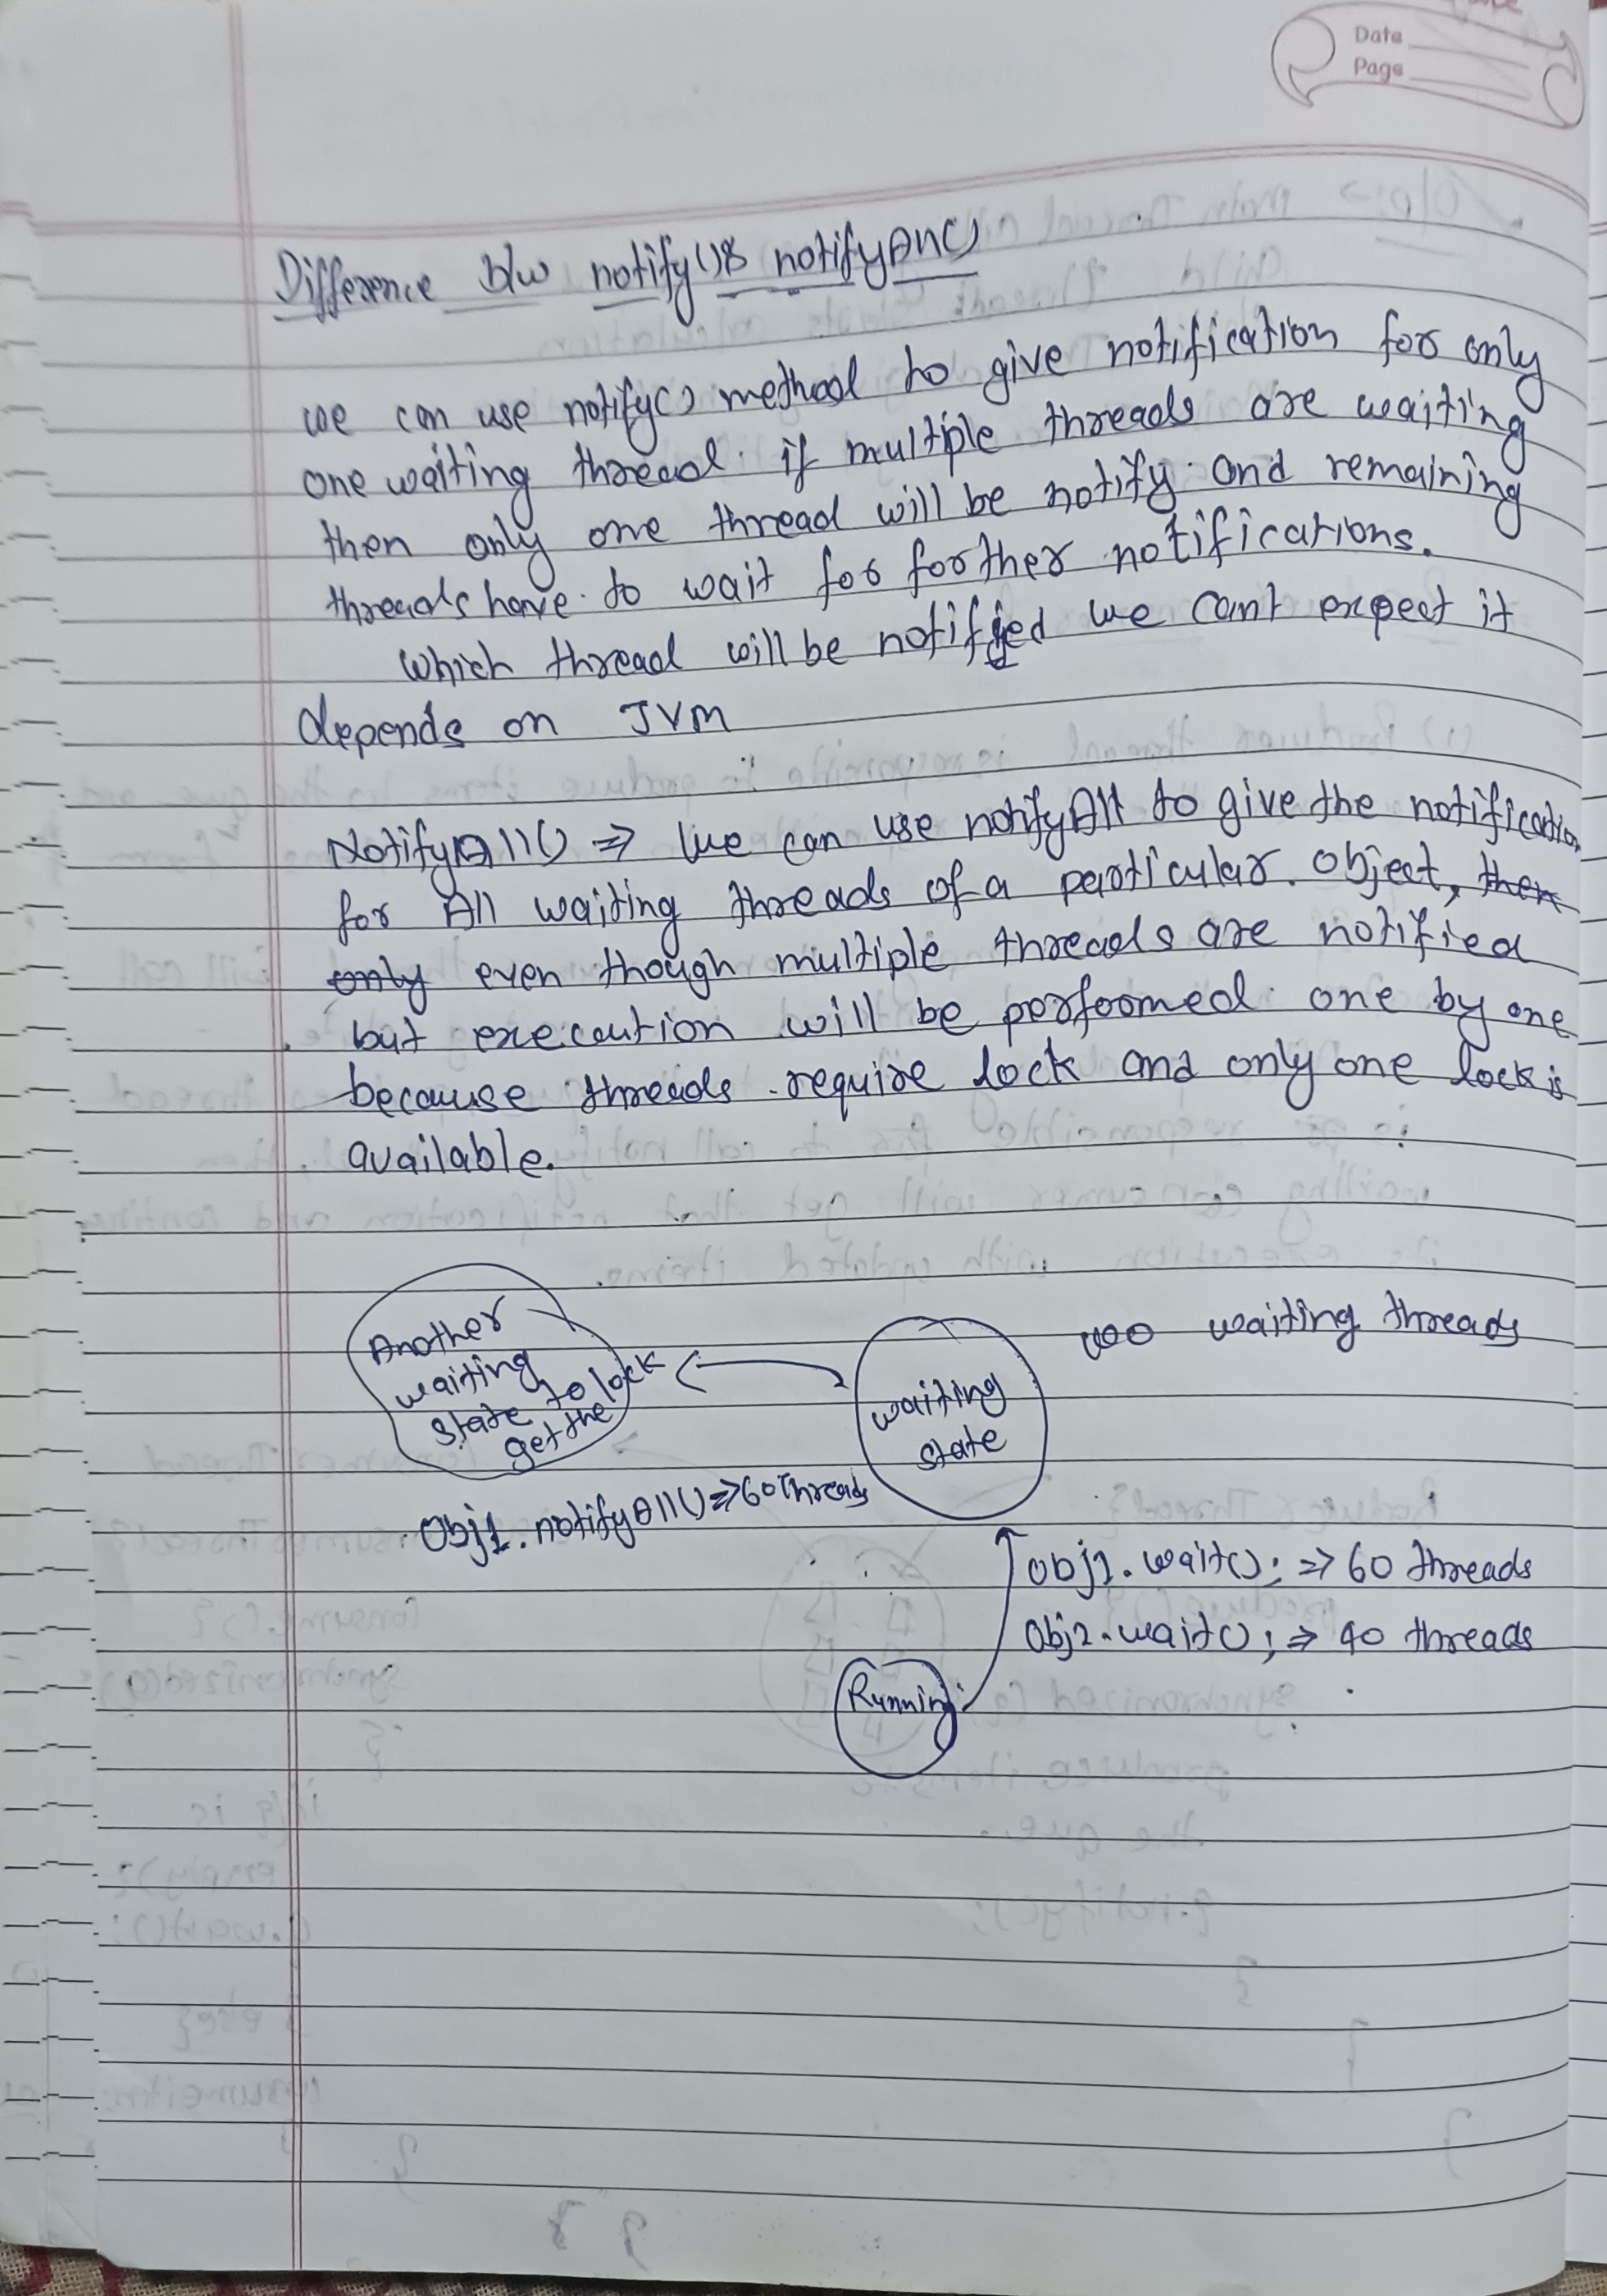 Date
Page
Difference b/w notify()& notifyAll()
we can use notify() method to give notification for only
one waiting thread. if multiple threads are waiting
then only one thread will be notify and remaining
threads have to wait for forther notifications.
Which thread will be notified we can't expect it
depends on JVM
NotifyAll() => We can use notifyAll to give the notification
for All waiting threads of a particular object, then
only even though multiple threads are notified
but execution will be performed one by one
because threads require lock and only one lock is
available.
100 waiting threads
Another
waiting
state to lock
get the
waiting
state
Obj1.notifyAll()=>60 Threads
obj1.wait(); => 60 threads
Obj2.wait(); => 40 threads
Running